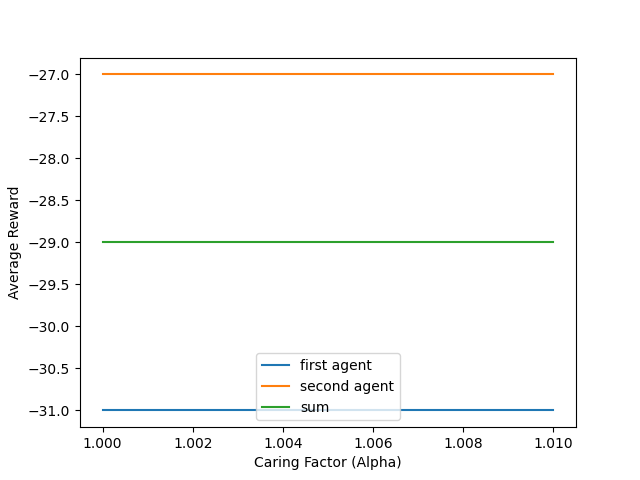 −27.0
−27.5
−28.0
−28.5
−29.0
−29.5
−30.0
−30.5
−31.0
Average Reward
first agent
second agent
sum
1.000 1.002 1.004 1.006 1.008 1.010
Caring Factor (Alpha)